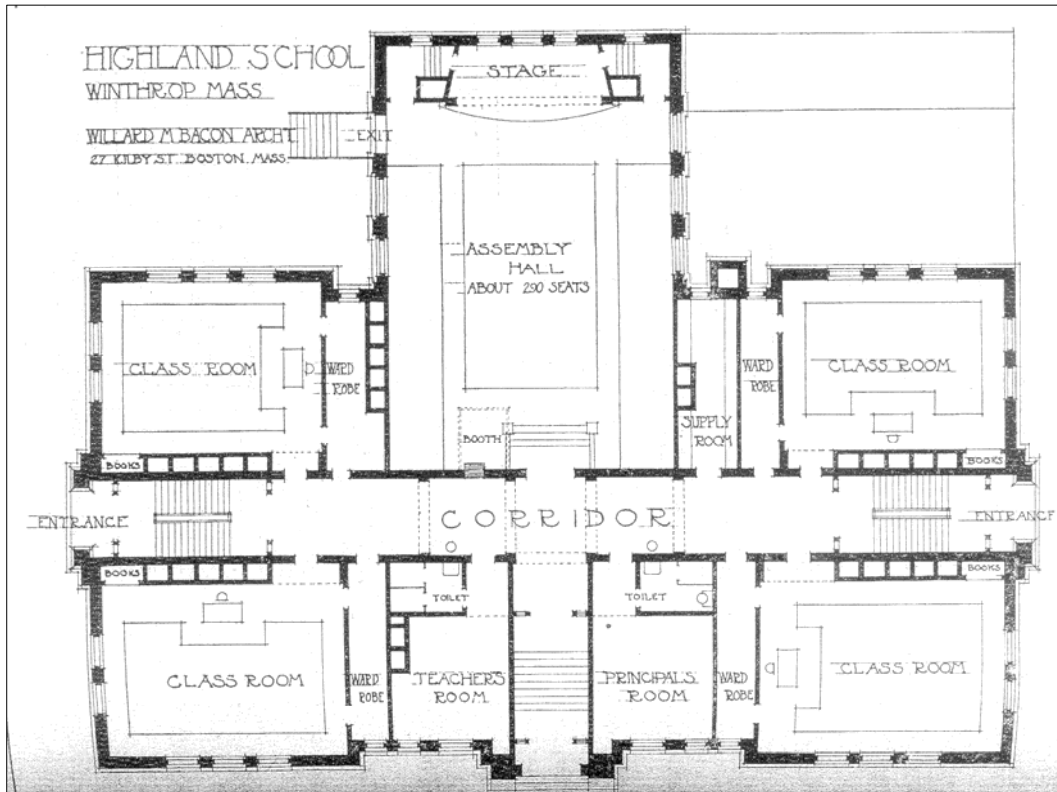 HIGHLAND SCHOOL
WINTHROP MASS
WILLARD M BACON ARCHT
27 KILBY ST. BOSTON. MASS.
STAGE
EXIT
ASSEMBLY
HALL
ABOUT 290 SEATS
CLASS ROOM
WARD
ROBE
BOOTH
SUPPLY
ROOM
WARD
ROBE
CLASS ROOM
BOOKS
BOOKS
ENTRANCE
CORRIDOR
ENTRANCE
BOOKS
BOOKS
TOILET
TOILET
CLASS ROOM
WARD
ROBE
TEACHERS
ROOM
PRINCIPALS
ROOM
WARD
ROBE
CLASS ROOM